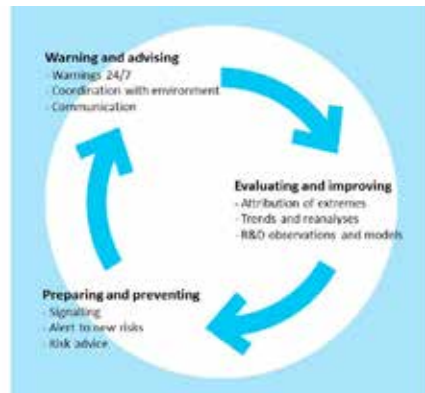 Warning and advising
- Warnings 24/7
- Coordination with environment
- Communication
Evaluating and improving
- Attribution of extremes
- Trends and reanalyses
- R&D observations and models
Preparing and preventing
- Signalling
- Alert to new risks
- Risk advice